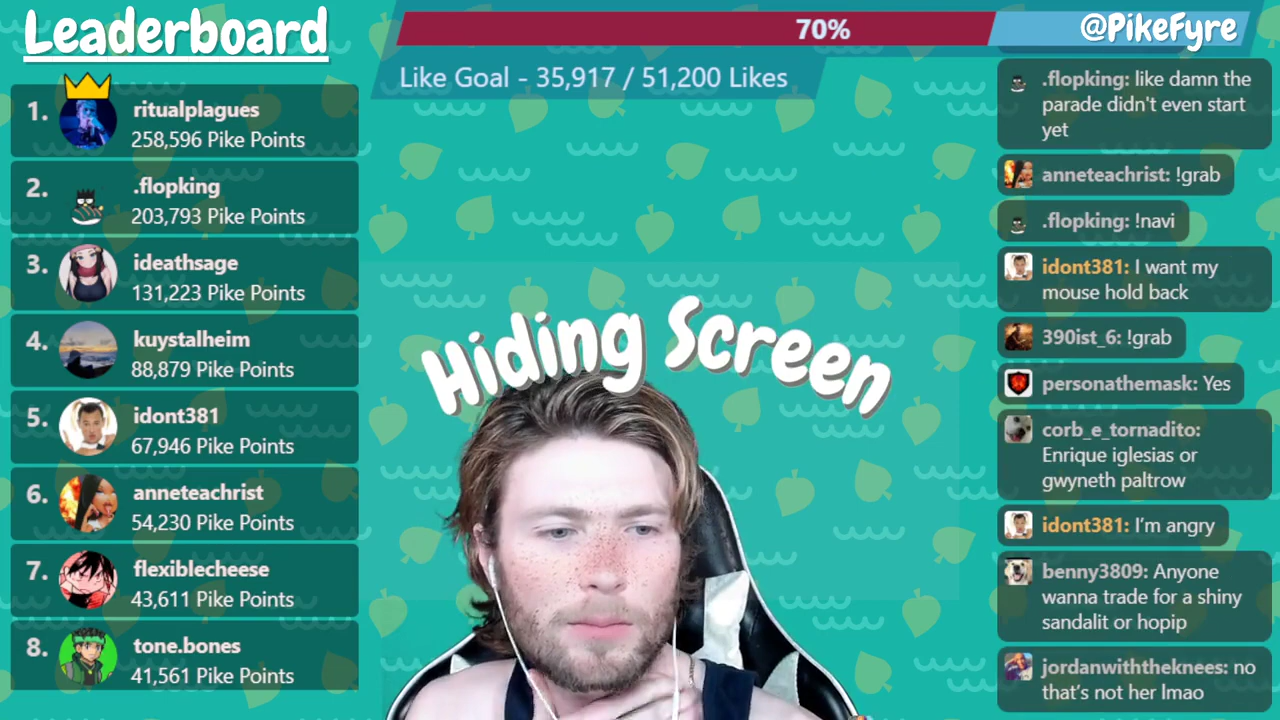 Leaderboard
1. ritualplagues
258,596 Pike Points
2. .flopking
203,793 Pike Points
3. ideathsage
131,223 Pike Points
4. kuystalheim
88,879 Pike Points
5. idont381
67,946 Pike Points
6. anneteachrist
54,230 Pike Points
7. flexiblecheese
43,611 Pike Points
8. tone.bones
41,561 Pike Points
70%
Like Goal - 35,917 / 51,200 Likes
Hiding Screen
@PikeFyre
.flopking: like damn the
parade didn't even start
yet
anneteachrist: !grab
.flopking: !navi
idont381: I want my
mouse hold back
390ist_6: !grab
personathemask: Yes
corb_e_tornadito:
Enrique iglesias or
gwyneth paltrow
idont381: I’m angry
benny3809: Anyone
wanna trade for a shiny
sandalit or hopip
jordanwiththeknees: no
that’s not her lmao